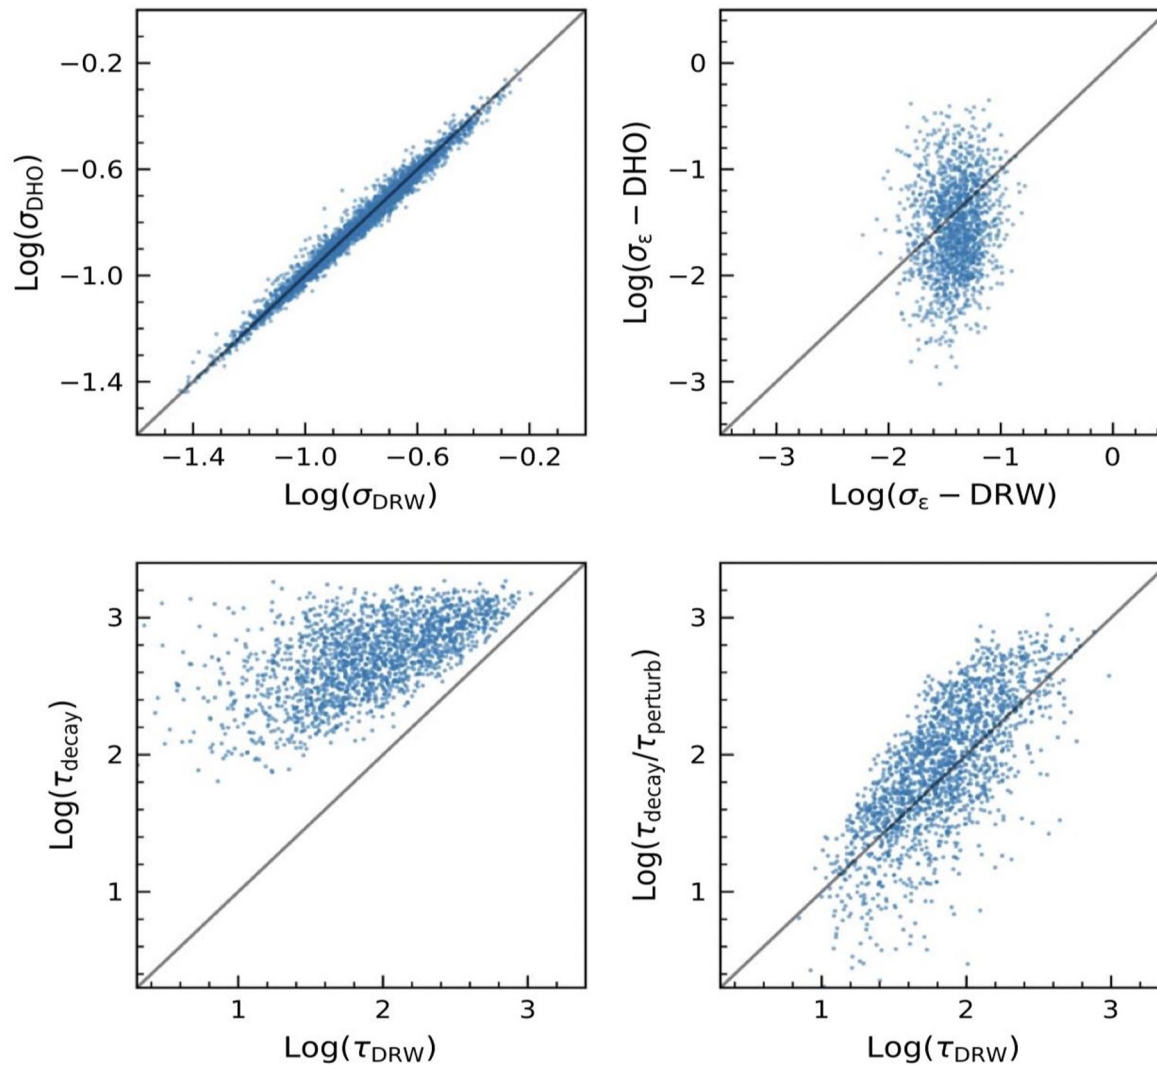 −0.2
−0.6
−1.0
−1.4
Log(σDHO)
−1.4 −1.0 −0.6 −0.2
Log(σDRW)
0
−1
−2
−3
Log(σε − DHO)
−3 −2 −1 0
Log(σε − DRW)
3
2
1
Log(τdecay)
1 2 3
Log(τDRW)
3
2
1
Log(τdecay/τperturb)
1 2 3
Log(τDRW)